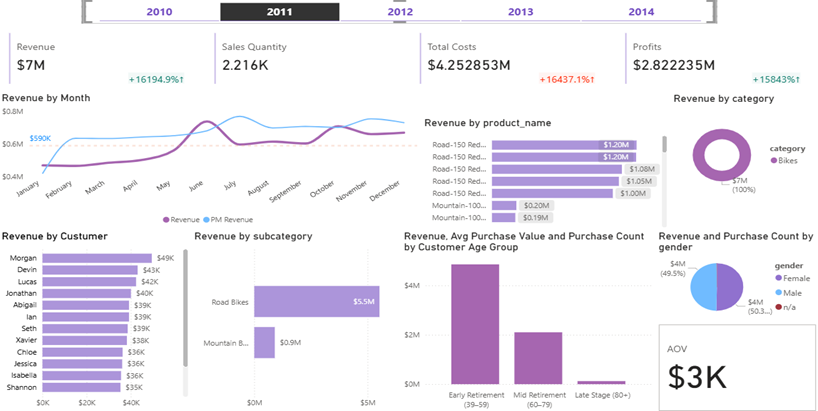 2010 2011 2012 2013 2014
Revenue
$7M
+16194.9%↑
Sales Quantity
2.216K
Total Costs
$4.252853M
+16437.1%↑
Profits
$2.822235M
+15843%↑
Revenue by Month
$0.8M
$0.6M
$0.4M
$590K
January February March April May June July August September October November December
Revenue PM Revenue
Revenue by product_name
Road-150 Red... $1.20M
Road-150 Red... $1.20M
Road-150 Red... $1.08M
Road-150 Red... $1.05M
Road-150 Red... $1.00M
Mountain-100... $0.20M
Mountain-100... $0.19M
Revenue by category
$7M
(100%)
category
Bikes
Revenue by Custumer
Morgan $49K
Devin $43K
Lucas $42K
Jonathan $40K
Abigail $39K
Ian $39K
Seth $39K
Xavier $38K
Chloe $36K
Jessica $36K
Isabella $36K
Shannon $35K
$0K $20K $40K
Revenue by subcategory
Road Bikes $5.5M
Mountain B... $0.9M
$0M $5M
Revenue, Avg Purchase Value and Purchase Count
by Customer Age Group
$4M
$2M
$0M
Early Retirement
(39–59)
Mid Retirement
(60–79)
Late Stage (80+)
Revenue and Purchase Count by
gender
$4M
(49.5%)
$4M
(50.3...)
gender
Female
Male
n/a
AOV
$3K